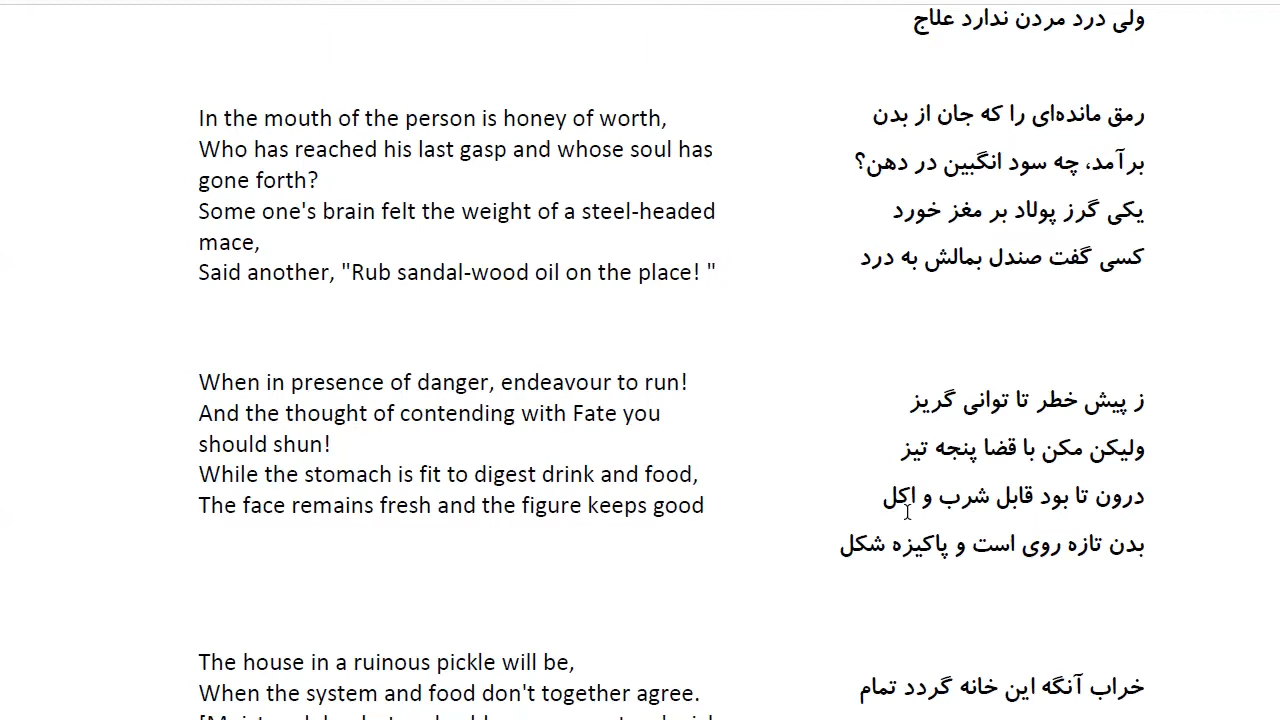 ولی درد مردن ندارد علاج
In the mouth of the person is honey of worth,
Who has reached his last gasp and whose soul has
gone forth?
Some one's brain felt the weight of a steel-headed
mace,
Said another, "Rub sandal-wood oil on the place! "
رمق مانده‌ای را که جان از بدن
برآمد، چه سود انگبین در دهن؟
یکی گرز پولاد بر مغز خورد
کسی گفت صندل بمالش به درد
When in presence of danger, endeavour to run!
And the thought of contending with Fate you
should shun!
While the stomach is fit to digest drink and food,
The face remains fresh and the figure keeps good
ز پیش خطر تا توانی گریز
ولیکن مکن با قضا پنجه تیز
درون تا بود قابل شرب و اکل
بدن تازه روی است و پاکیزه شکل
The house in a ruinous pickle will be,
When the system and food don't together agree.
خراب آنگه این خانه گردد تمام